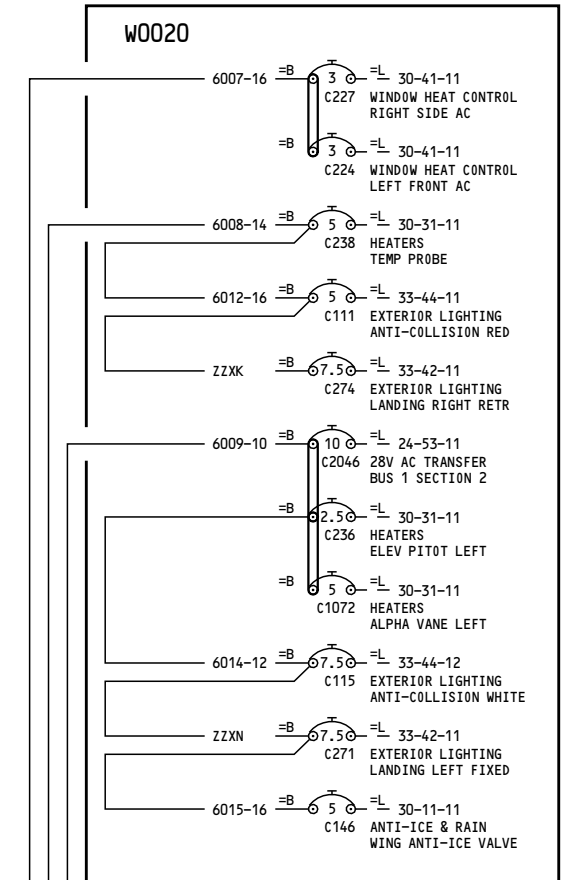 W0020
6007-16 =B 3 =L 30-41-11
C227 WINDOW HEAT CONTROL
RIGHT SIDE AC
=B 3 =L 30-41-11
C224 WINDOW HEAT CONTROL
LEFT FRONT AC
6008-14 =B 5 =L 30-31-11
C238 HEATERS
TEMP PROBE
6012-16 =B 5 =L 33-44-11
C111 EXTERIOR LIGHTING
ANTI-COLLISION RED
ZZXK =B 7.5 =L 33-42-11
C274 EXTERIOR LIGHTING
LANDING RIGHT RETR
6009-10 =B 10 =L 24-53-11
C2046 28V AC TRANSFER
BUS 1 SECTION 2
=B 2.5 =L 30-31-11
C236 HEATERS
ELEV PITOT LEFT
=B 5 =L 30-31-11
C1072 HEATERS
ALPHA VANE LEFT
6014-12 =B 7.5 =L 33-44-12
C115 EXTERIOR LIGHTING
ANTI-COLLISION WHITE
ZZXN =B 7.5 =L 33-42-11
C271 EXTERIOR LIGHTING
LANDING LEFT FIXED
6015-16 =B 5 =L 30-11-11
C146 ANTI-ICE & RAIN
WING ANTI-ICE VALVE